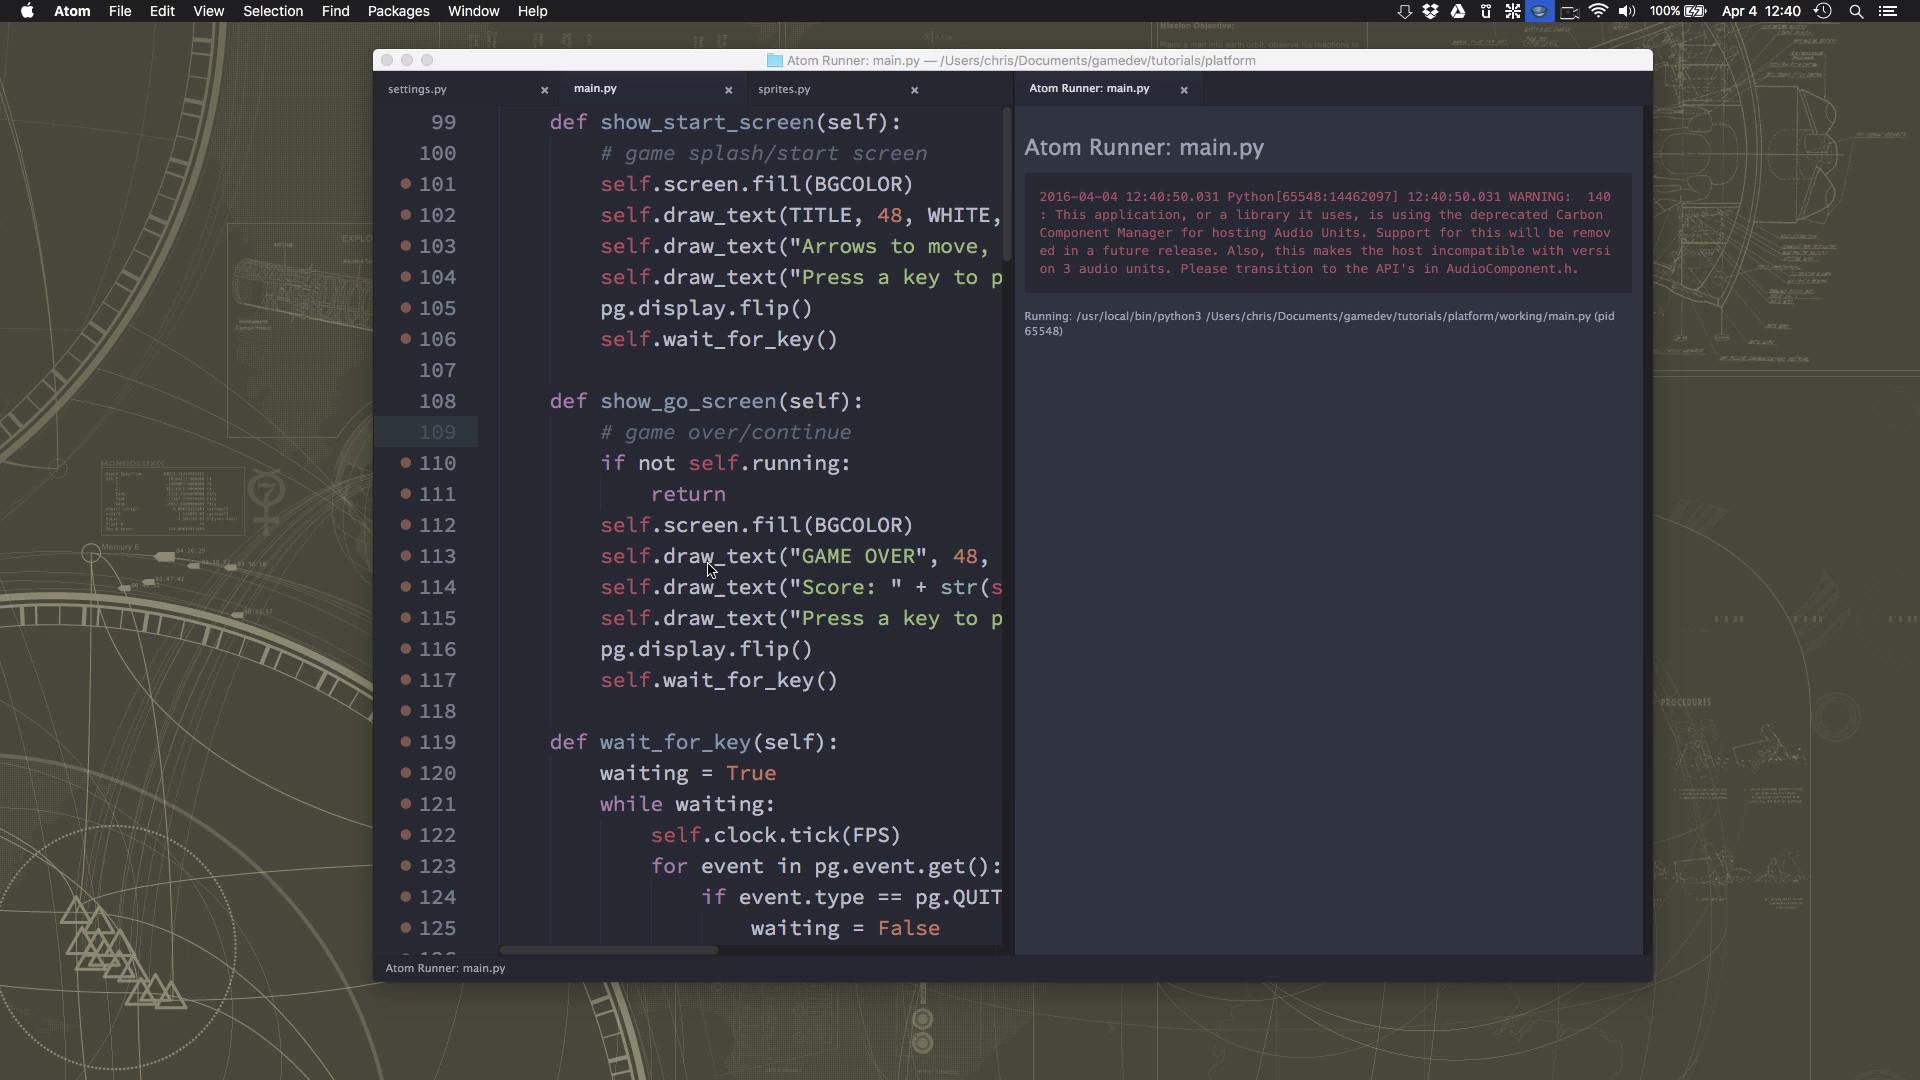 Atom File Edit View Selection Find Packages Window Help
100% Apr 4 12:40
Atom Runner: main.py — /Users/chris/Documents/gamedev/tutorials/platform
settings.py
main.py
sprites.py
Atom Runner: main.py
99 def show_start_screen(self):
100 # game splash/start screen
101 self.screen.fill(BGCOLOR)
102 self.draw_text(TITLE, 48, WHITE,
103 self.draw_text("Arrows to move,
104 self.draw_text("Press a key to p
105 pg.display.flip()
106 self.wait_for_key()
107
108 def show_go_screen(self):
109 # game over/continue
110 if not self.running:
111 return
112 self.screen.fill(BGCOLOR)
113 self.draw_text("GAME OVER", 48,
114 self.draw_text("Score: " + str(s
115 self.draw_text("Press a key to p
116 pg.display.flip()
117 self.wait_for_key()
118
119 def wait_for_key(self):
120 waiting = True
121 while waiting:
122 self.clock.tick(FPS)
123 for event in pg.event.get():
124 if event.type == pg.QUIT
125 waiting = False
Atom Runner: main.py
2016-04-04 12:40:50.031 Python[65548:14462097] 12:40:50.031 WARNING: 140
: This application, or a library it uses, is using the deprecated Carbon
Component Manager for hosting Audio Units. Support for this will be remov
ed in a future release. Also, this makes the host incompatible with versi
on 3 audio units. Please transition to the API's in AudioComponent.h.
Running: /usr/local/bin/python3 /Users/chris/Documents/gamedev/tutorials/platform/working/main.py (pid
65548)
Atom Runner: main.py
Mission Objective:
EXPLO
Memory 6
PROCEDURES